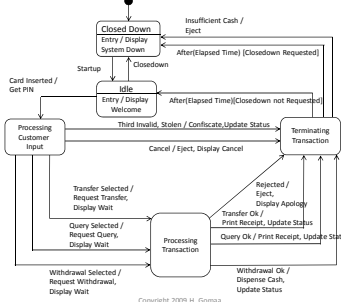 Closed Down
Entry / Display
System Down
Insufficient Cash /
Eject
After(Elapsed Time) [Closedown Requested]
Startup
Closedown
Card Inserted /
Get PIN
Idle
Entry / Display
Welcome
After(Elapsed Time)[Closedown not Requested]
Processing
Customer
Input
Third Invalid, Stolen / Confiscate,Update Status
Terminating
Transaction
Cancel / Eject, Display Cancel
Transfer Selected /
Request Transfer,
Display Wait
Rejected /
Eject,
Display Apology
Transfer Ok /
Print Receipt, Update Status
Query Selected /
Request Query,
Display Wait
Processing
Transaction
Query Ok / Print Receipt, Update Stat
Withdrawal Selected /
Request Withdrawal,
Display Wait
Withdrawal Ok /
Dispense Cash,
Update Status
Copyright 2009 H. Gomaa